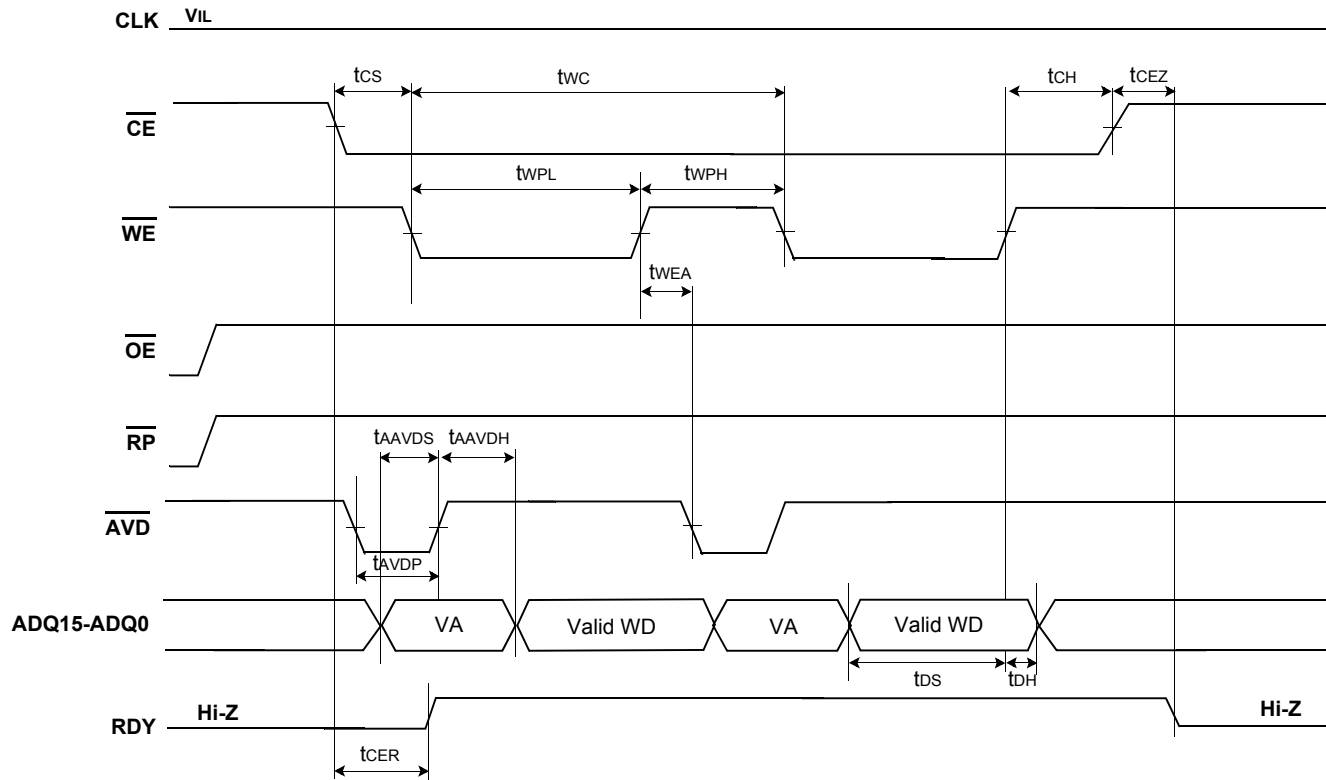 CLK VIL
tCS tWC tCH tCEZ
CE
tWPL tWPH
WE
tWEA
OE
RP
tAAVDS tAAVDH
AVD
tAVDP
ADQ15-ADQ0 VA Valid WD VA Valid WD
tDS tDH
RDY Hi-Z Hi-Z
tCER